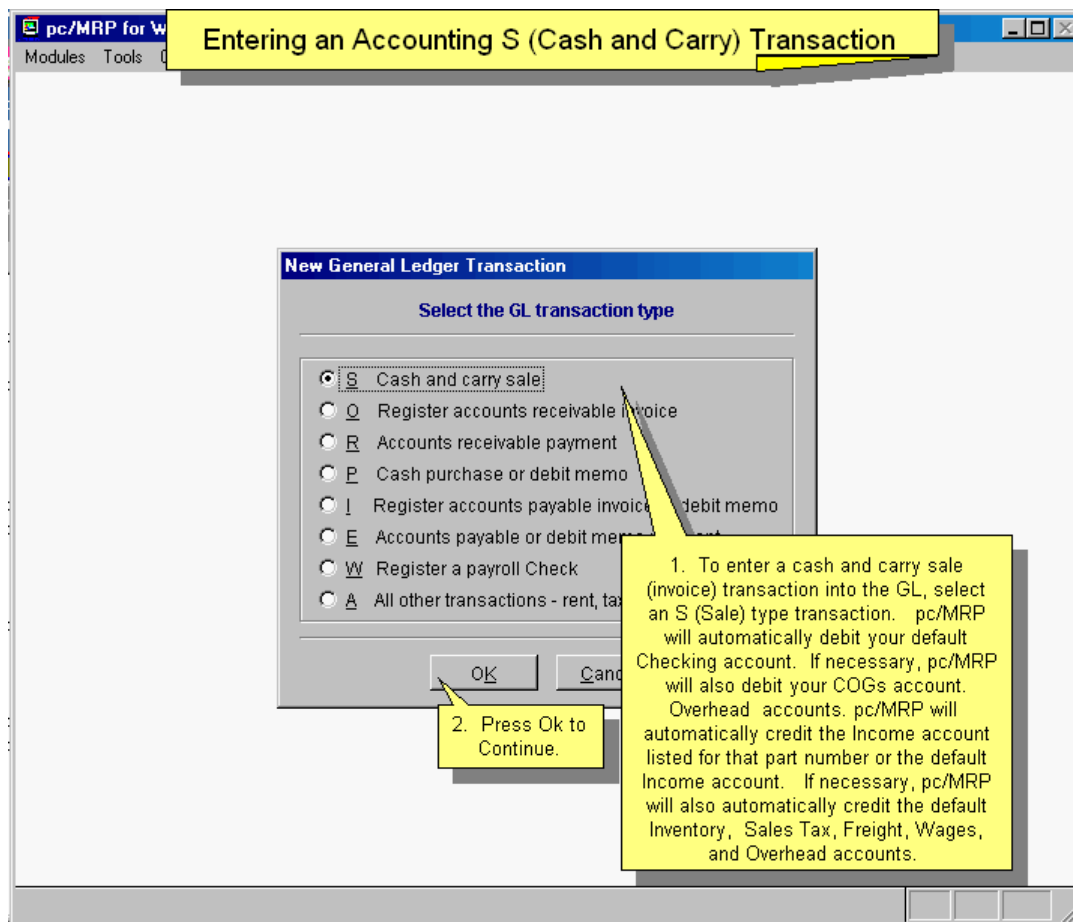 pc/MRP for W
Entering an Accounting S (Cash and Carry) Transaction
Modules Tools
New General Ledger Transaction
Select the GL transaction type
S Cash and carry sale
O Register accounts receivable invoice
R Accounts receivable payment
P Cash purchase or debit memo
I Register accounts payable invoice debit memo
E Accounts payable or debit memo
W Register a payroll Check
A All other transactions - rent, tax
OK
Canc
1. To enter a cash and carry sale
(invoice) transaction into the GL, select
an S (Sale) type transaction. pc/MRP
will automatically debit your default
Checking account. If necessary, pc/MRP
will also debit your COGs account.
Overhead accounts. pc/MRP will
automatically credit the Income account
listed for that part number or the default
Income account. If necessary, pc/MRP
will also automatically credit the default
Inventory, Sales Tax, Freight, Wages,
and Overhead accounts.
2. Press Ok to
Continue.